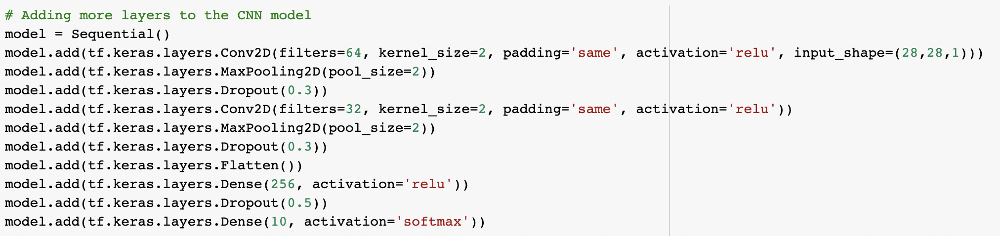 # Adding more layers to the CNN model
model = Sequential()
model.add(tf.keras.layers.Conv2D(filters=64, kernel_size=2, padding='same', activation='relu', input_shape=(28,28,1)))
model.add(tf.keras.layers.MaxPooling2D(pool_size=2))
model.add(tf.keras.layers.Dropout(0.3))
model.add(tf.keras.layers.Conv2D(filters=32, kernel_size=2, padding='same', activation='relu'))
model.add(tf.keras.layers.MaxPooling2D(pool_size=2))
model.add(tf.keras.layers.Dropout(0.3))
model.add(tf.keras.layers.Flatten())
model.add(tf.keras.layers.Dense(256, activation='relu'))
model.add(tf.keras.layers.Dropout(0.5))
model.add(tf.keras.layers.Dense(10, activation='softmax'))